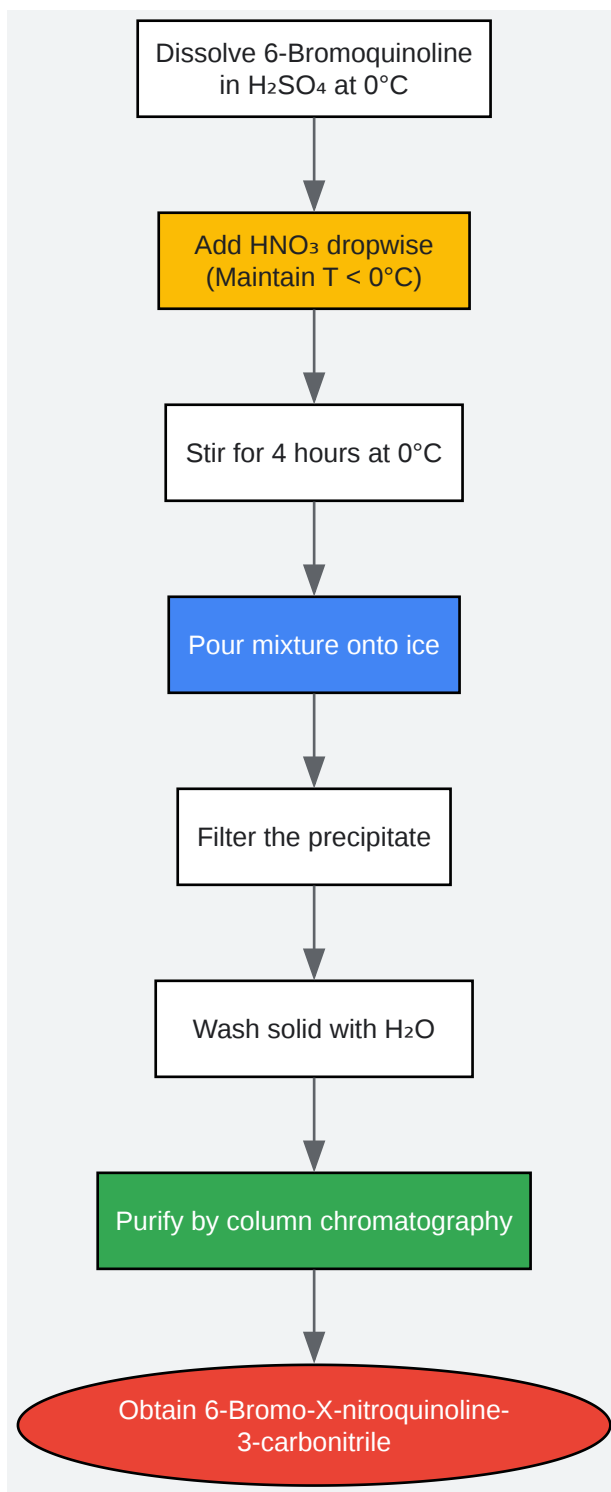 Dissolve 6-Bromoquinoline
in H₂SO₄ at 0°C
Add HNO₃ dropwise
(Maintain T < 0°C)
Stir for 4 hours at 0°C
Pour mixture onto ice
Filter the precipitate
Wash solid with H₂O
Purify by column chromatography
Obtain 6-Bromo-X-nitroquinoline-
3-carbonitrile